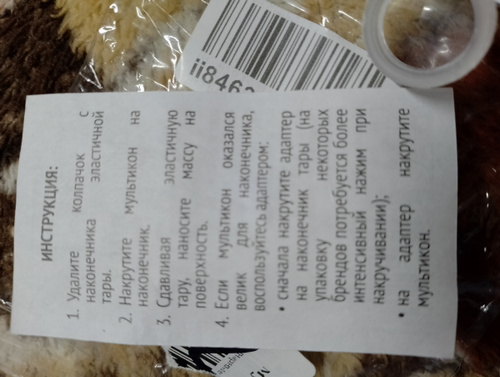 ИНСТРУКЦИЯ:
1. Удалите колпачок с
наконечника эластичной
тары.
2. Накрутите мультикон на
наконечник.
3. Сдавливая эластичную
тару, наносите массу на
поверхность.
4. Если мультикон оказался
велик для наконечника,
воспользуйтесь адаптером:
• сначала накрутите адаптер
на наконечник тары (на
упаковку некоторых
брендов потребуется более
интенсивный нажим при
накручивании);
• на адаптер накрутите
мультикон.